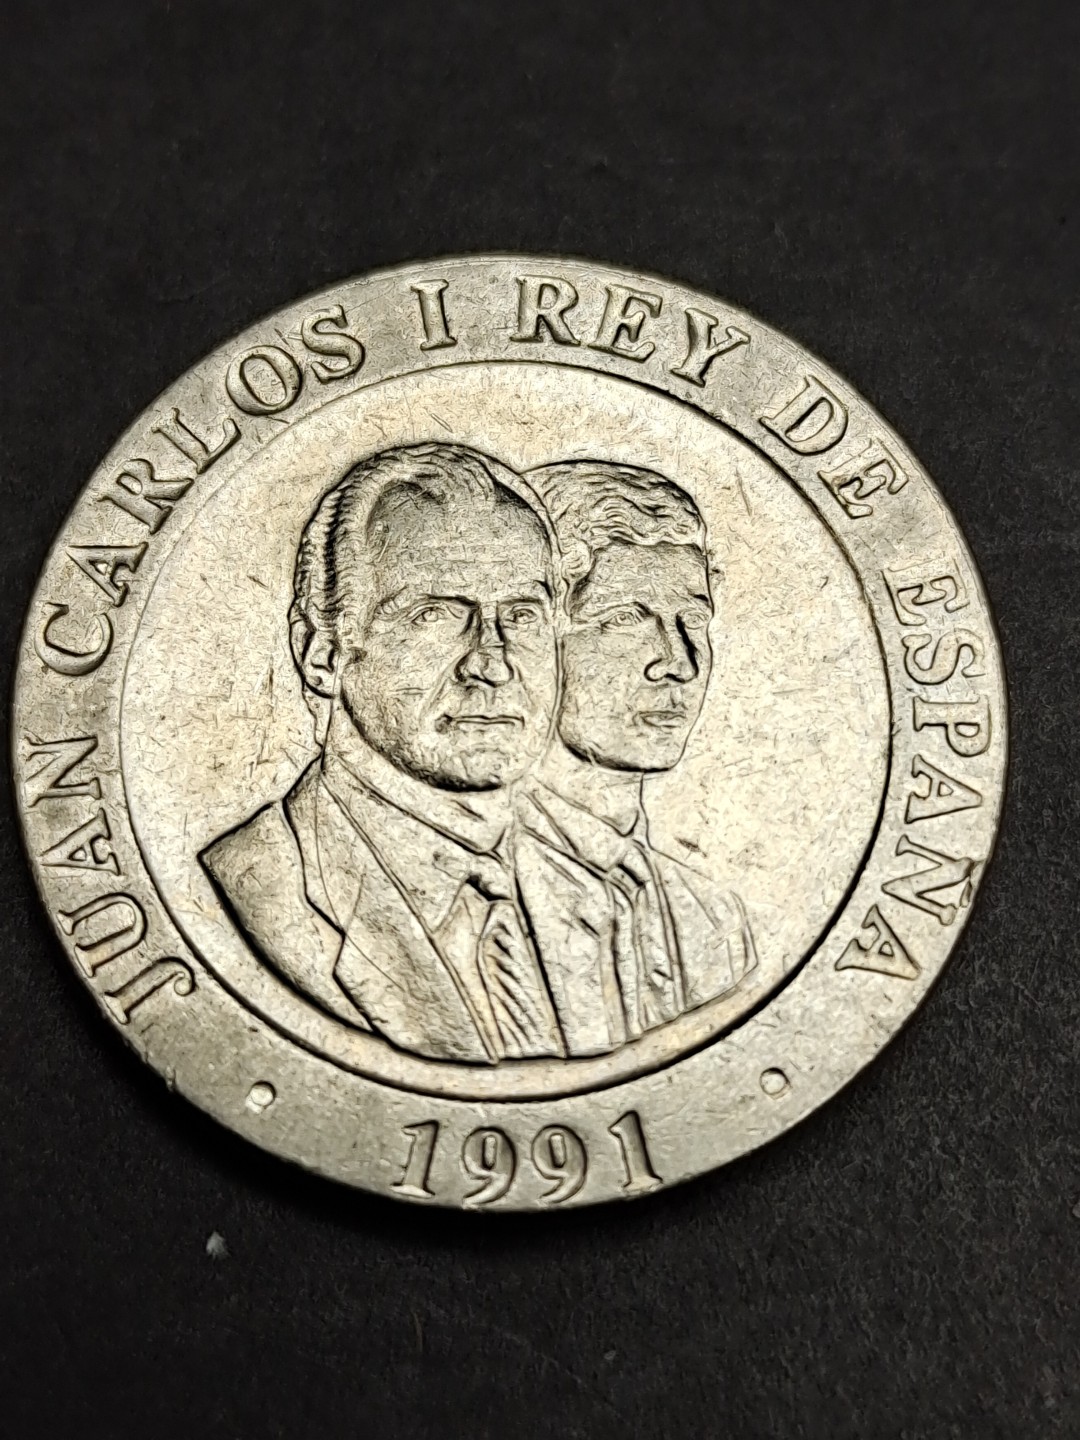 JUAN CARLOS I REY DE ESPAÑA
· 1991 ·